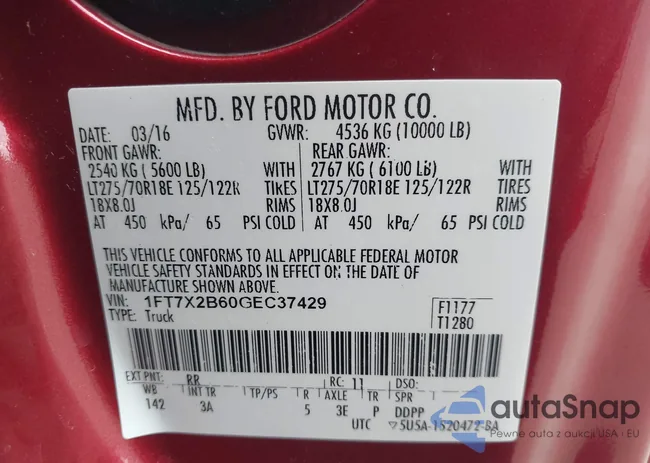 MFD. BY FORD MOTOR CO.
DATE: 03/16 GVWR: 4536 KG (10000 LB)
FRONT GAWR: REAR GAWR:
2540 KG ( 5600 LB) WITH 2767 KG ( 6100 LB) WITH
LT275/70R18E 125/122R TIRES LT275/70R18E 125/122R TIRES
18X8.0J RIMS 18X8.0J RIMS
AT 450 kPa/ 65 PSI COLD AT 450 kPa/ 65 PSI COLD
THIS VEHICLE CONFORMS TO ALL APPLICABLE FEDERAL MOTOR
VEHICLE SAFETY STANDARDS IN EFFECT ON THE DATE OF
MANUFACTURE SHOWN ABOVE.
VIN: 1FT7X2B60GEC37429 F1177
TYPE: Truck T1280
EXT PNT: RR RC: 11 DSO:
WB INT TR TP/PS R AXLE TR SPR
142 3A 5 3E P DDPP
UTC ▽5U5A-1520472-BA
autaSnap
Pewne auta z aukcji USA i EU